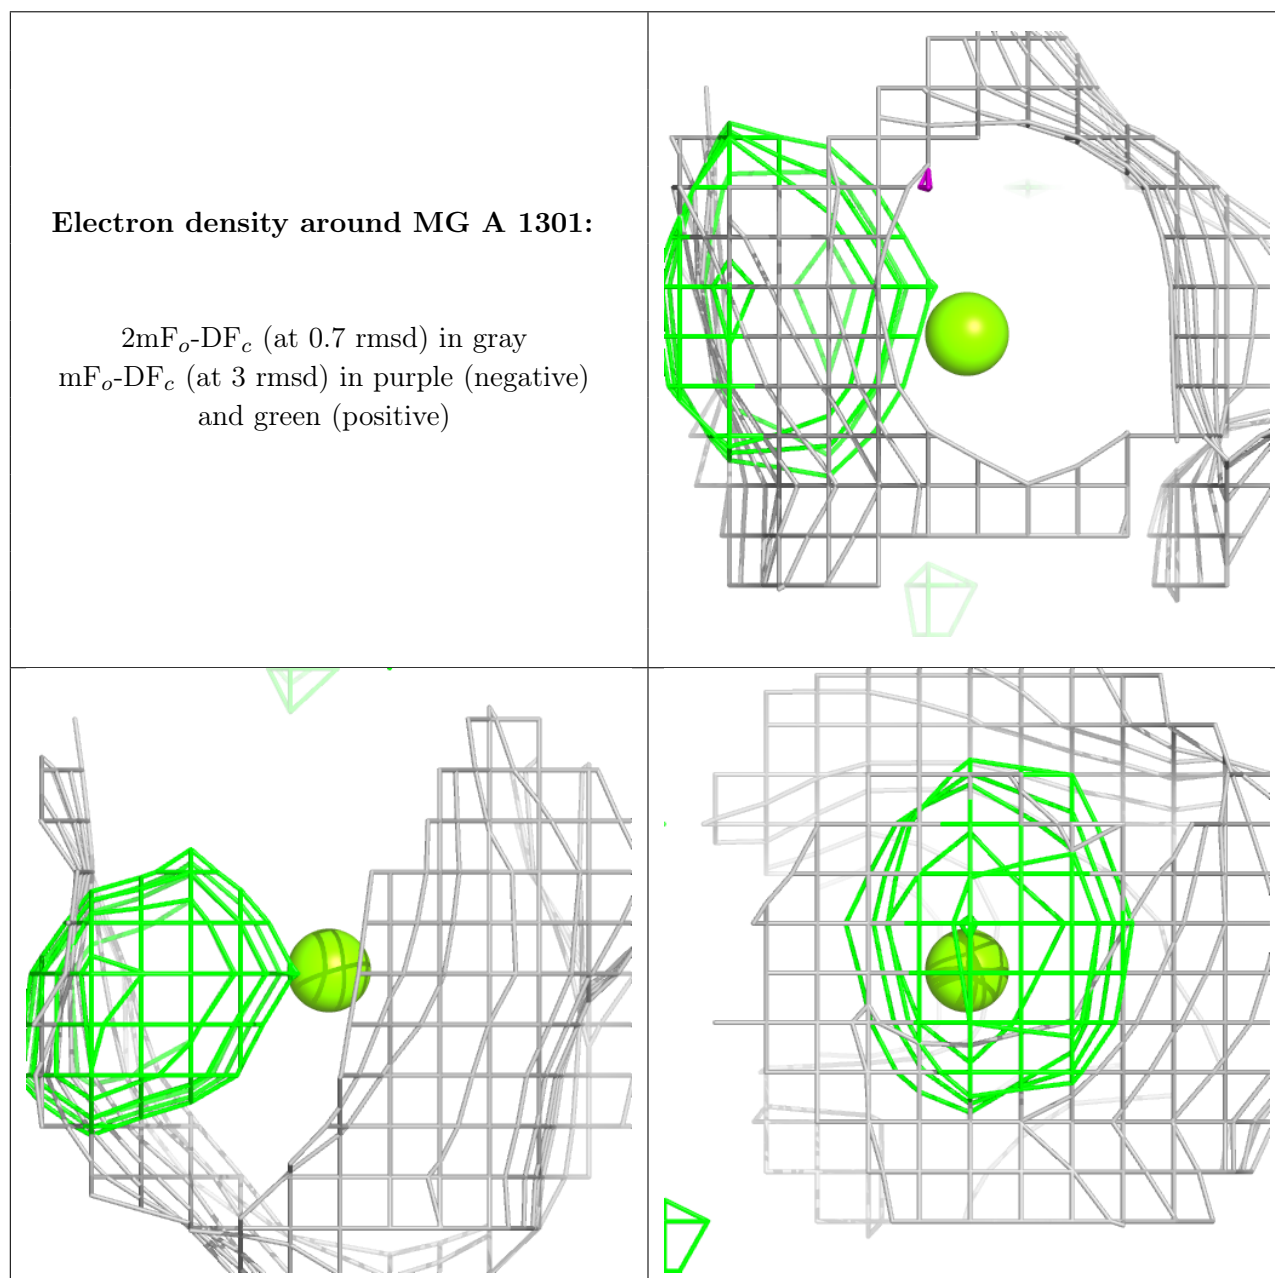 Electron density around MG A 1301:
2mFo-DFc (at 0.7 rmsd) in gray
mFo-DFc (at 3 rmsd) in purple (negative)
and green (positive)